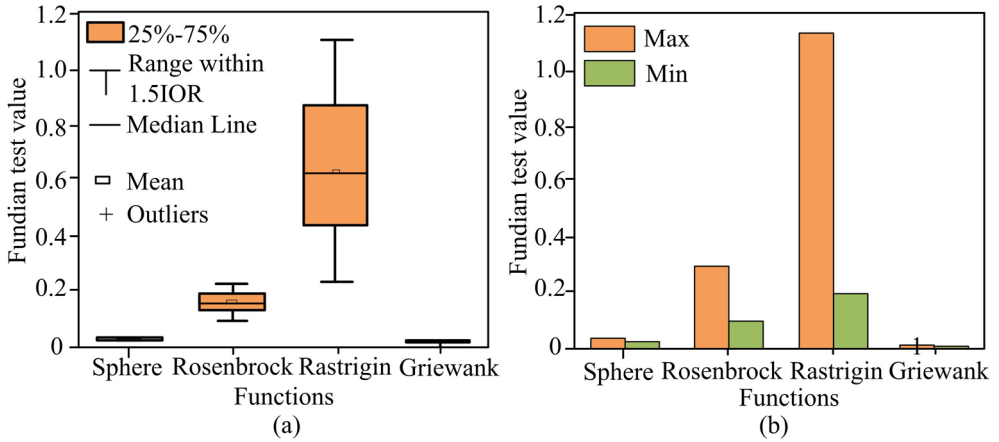 1.2
1.0
0.8
0.6
0.4
0.2
0
Fundian test value
25%-75%
Range within
1.5IOR
Median Line
Mean
Outliers
Sphere Rosenbrock Rastrigin Griewank
Functions
(a)
1.2
1.0
0.8
0.6
0.4
0.2
0
Fundian test value
Max
Min
1
Sphere Rosenbrock Rastrigin Griewank
Functions
(b)